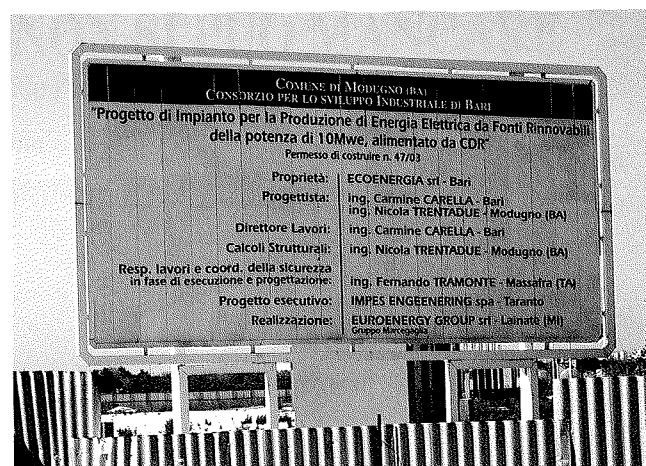 COMUNE DI MODUGNO (BA)
CONSORZIO PER LO SVILUPPO INDUSTRIALE DI BARI
"Progetto di Impianto per la Produzione di Energia Elettrica da Fonti Rinnovabili
della potenza di 10Mwe, alimentato da CDR"
Permesso di costruire n. 47/03
Proprietà: ECOENERGIA srl - Bari
Progettista: ing. Carmine CARELLA - Bari
ing. Nicola TRENTADUE - Modugno (BA)
Direttore Lavori: ing. Carmine CARELLA - Bari
Calcoli Strutturali: ing. Nicola TRENTADUE - Modugno (BA)
Resp. lavori e coord. della sicurezza
in fase di esecuzione e progettazione: ing. Fernando TRAMONTE - Massafra (TA)
Progetto esecutivo: IMPES ENGEENERING spa - Taranto
Realizzazione: EUROENERGY GROUP srl - Lainate (MI)
Gruppo Marcegaglia